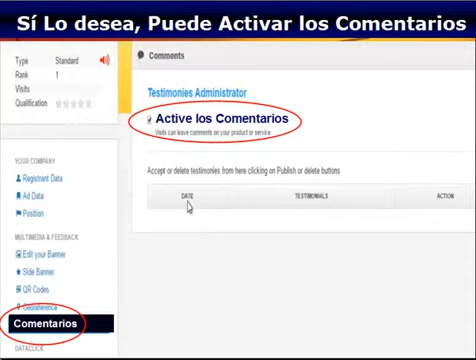 Sí Lo desea, Puede Activar los Comentarios
Type Standard
Rank 1
Visits
Qualification
Comments
Testimonies Administrator
Active los Comentarios
Visits can leave comments on your product or service.
Accept or delete testimonies from here clicking on Publish or delete buttons
DATE TESTIMONIALS ACTION
YOUR COMPANY
Registrant Data
Ad Data
Position
MULTIMEDIA & FEEDBACK
Edit your Banner
Slide Banner
QR Codes
Georeference
Comentarios
DATACLICK